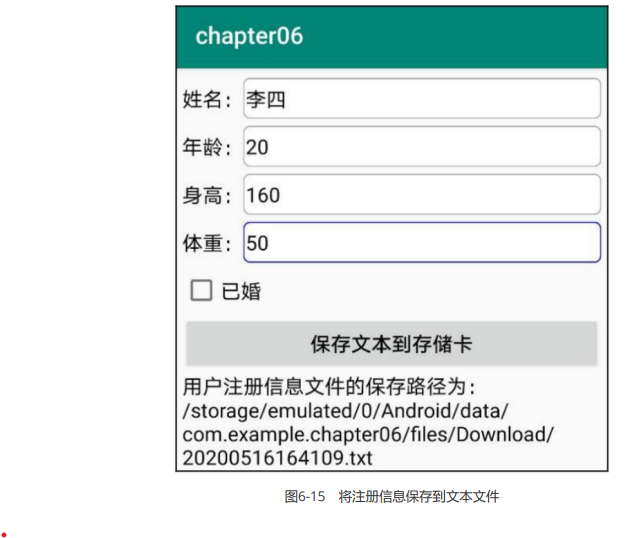 chapter06
姓名：李四
年龄：20
身高：160
体重：50
已婚
保存文本到存储卡
用户注册信息文件的保存路径为：
/storage/emulated/0/Android/data/
com.example.chapter06/files/Download/
20200516164109.txt
图6-15 将注册信息保存到文本文件